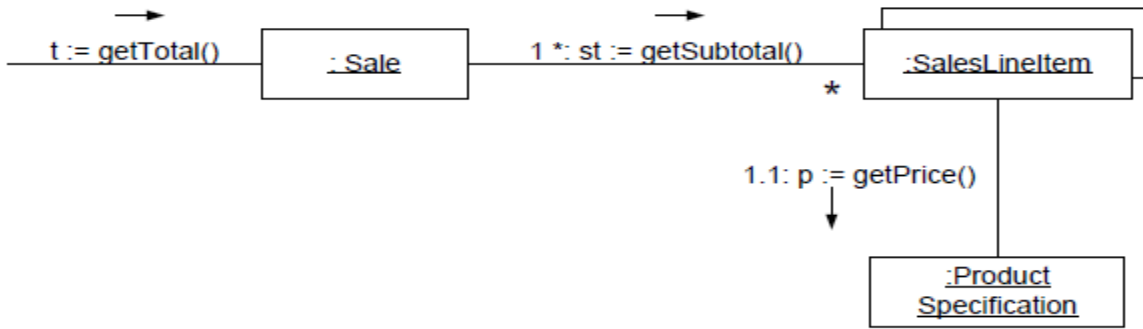 t := getTotal()
: Sale
1 *: st := getSubtotal()
:SalesLineItem
*
1.1: p := getPrice()
:Product
Specification